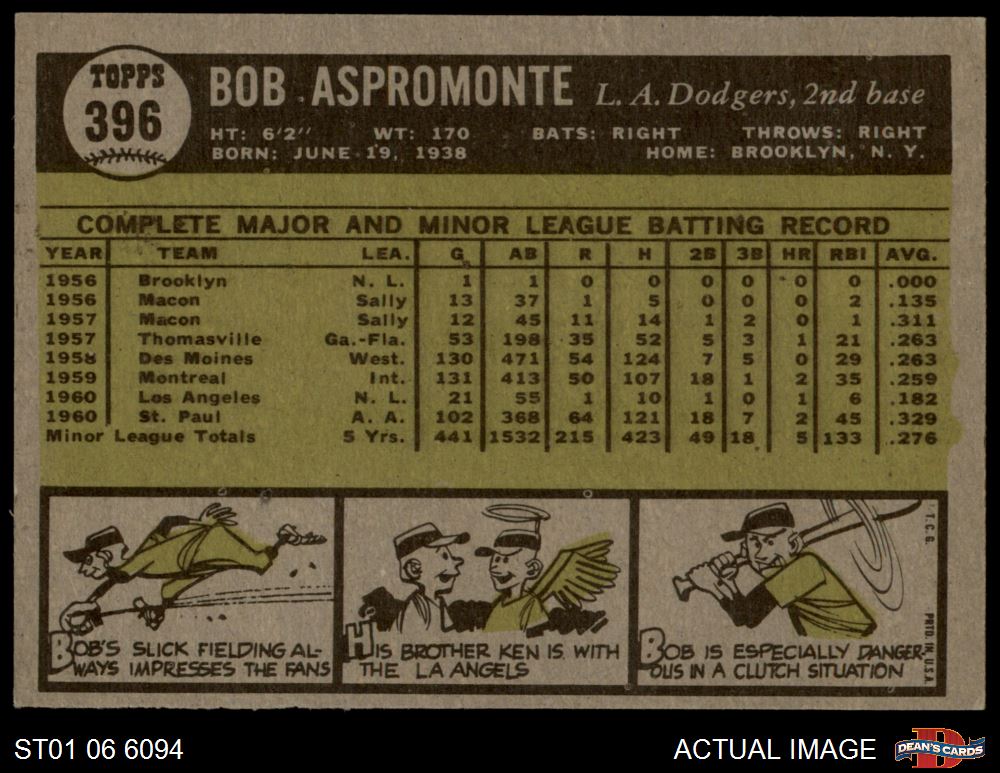 TOPPS
396
BOB ASPROMONTE L. A. Dodgers, 2nd base
HT: 6'2" WT: 170 BATS: RIGHT THROWS: RIGHT
BORN: JUNE 19, 1938 HOME: BROOKLYN, N. Y.
COMPLETE MAJOR AND MINOR LEAGUE BATTING RECORD
YEAR TEAM LEA. G AB R H 2B 3B HR RBI AVG.
1956 Brooklyn N. L. 1 1 0 0 0 0 0 0 .000
1956 Macon Sally 13 37 1 5 0 0 0 2 .135
1957 Macon Sally 12 45 11 14 1 2 0 1 .311
1957 Thomasville Ga.-Fla. 53 198 35 52 5 3 1 21 .263
1958 Des Moines West. 130 471 54 124 7 5 0 29 .263
1959 Montreal Int. 131 413 50 107 18 1 2 35 .259
1960 Los Angeles N. L. 21 55 1 10 1 0 1 6 .182
1960 St. Paul A. A. 102 368 64 121 18 7 2 45 .329
Minor League Totals 5 Yrs. 441 1532 215 423 49 18 5 133 .276
BOB'S SLICK FIELDING AL-
WAYS IMPRESSES THE FANS
HIS BROTHER KEN IS WITH
THE LA ANGELS
BOB IS ESPECIALLY DANGER-
OUS IN A CLUTCH SITUATION
T. C. G.
PRTD. IN U.S.A.
ST01 06 6094
ACTUAL IMAGE
D
DEAN'S CARDS